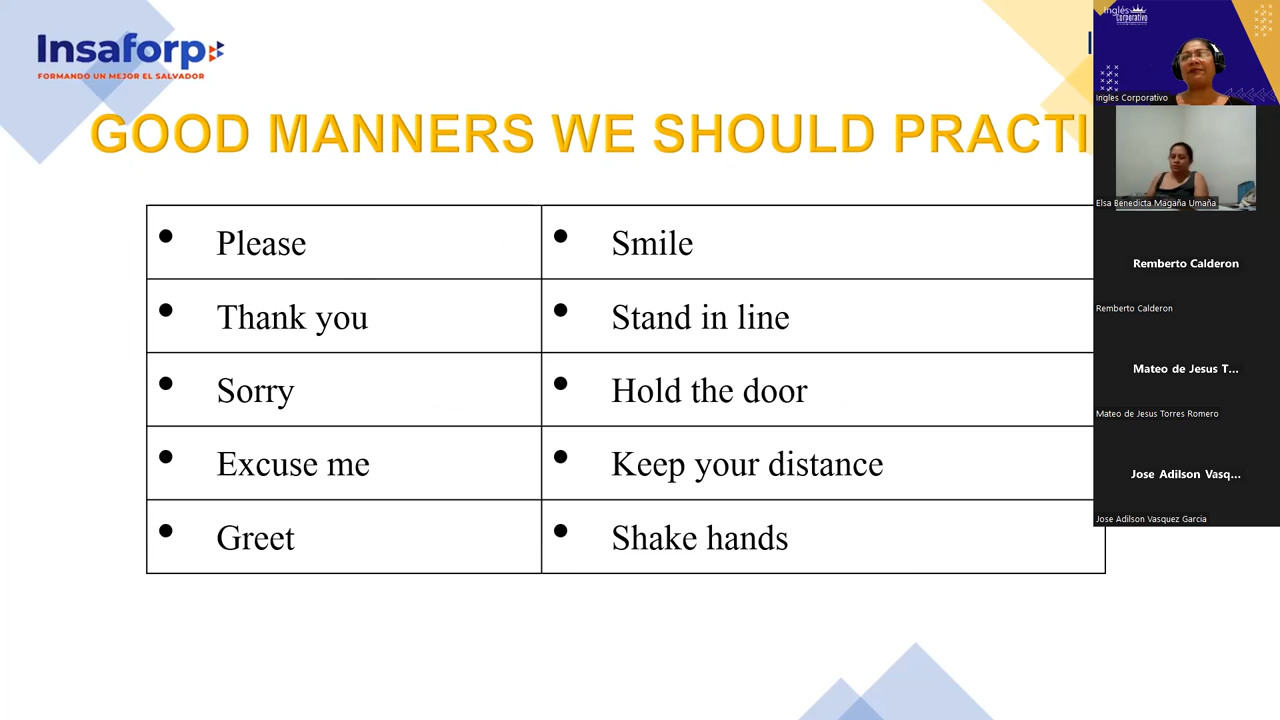 Insaforp
FORMANDO UN MEJOR EL SALVADOR
GOOD MANNERS WE SHOULD PRACTI
Please
Smile
Thank you
Stand in line
Sorry
Hold the door
Excuse me
Keep your distance
Greet
Shake hands
Inglés
Corporativo
Ingles Corporativo
Elsa Benedicta Magaña Umaña
Remberto Calderon
Remberto Calderon
Mateo de Jesus T...
Mateo de Jesus Torres Romero
Jose Adilson Vasq...
Jose Adilson Vasquez Garcia